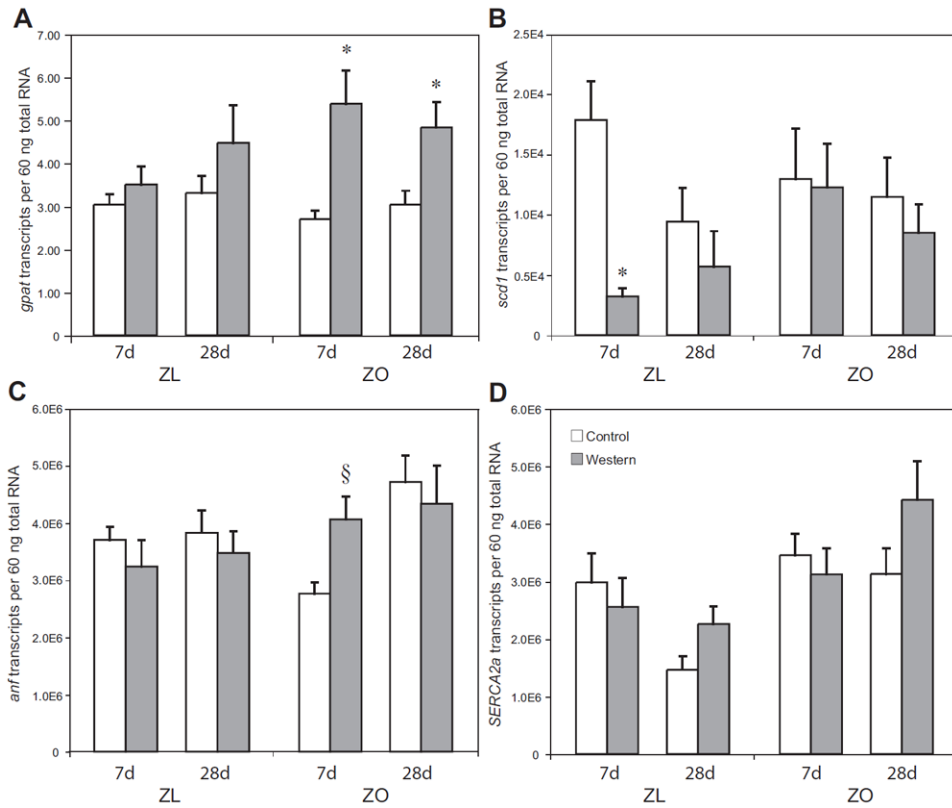 A
gpat transcripts per 60 ng total RNA
7.00
6.00
5.00
4.00
3.00
2.00
1.00
0
*
*
7d
28d
7d
28d
ZL
ZO
B
scd1 transcripts per 60 ng total RNA
2.5E4
2.0E4
1.5E4
1.0E4
0.5E4
0
*
7d
28d
7d
28d
ZL
ZO
C
anf transcripts per 60 ng total RNA
6.0E6
5.0E6
4.0E6
3.0E6
2.0E6
1.0E6
0
§
7d
28d
7d
28d
ZL
ZO
D
SERCA2a transcripts per 60 ng total RNA
6.0E6
5.0E6
4.0E6
3.0E6
2.0E6
1.0E6
0
Control
Western
7d
28d
7d
28d
ZL
ZO